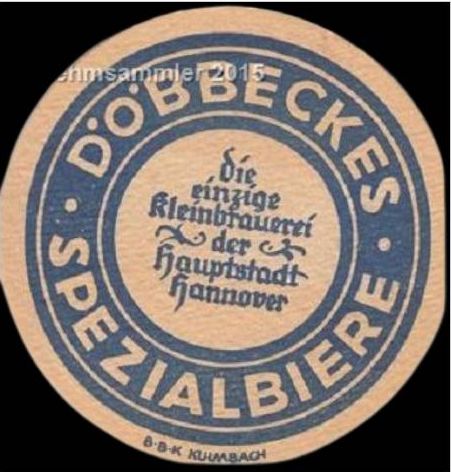 ehmsammler 2015
DÖBBECKES
SPEZIALBIERE
die
einzige
Kleinbrauerei
der
Hauptstadt
Hannover
B·B·K KULMBACH